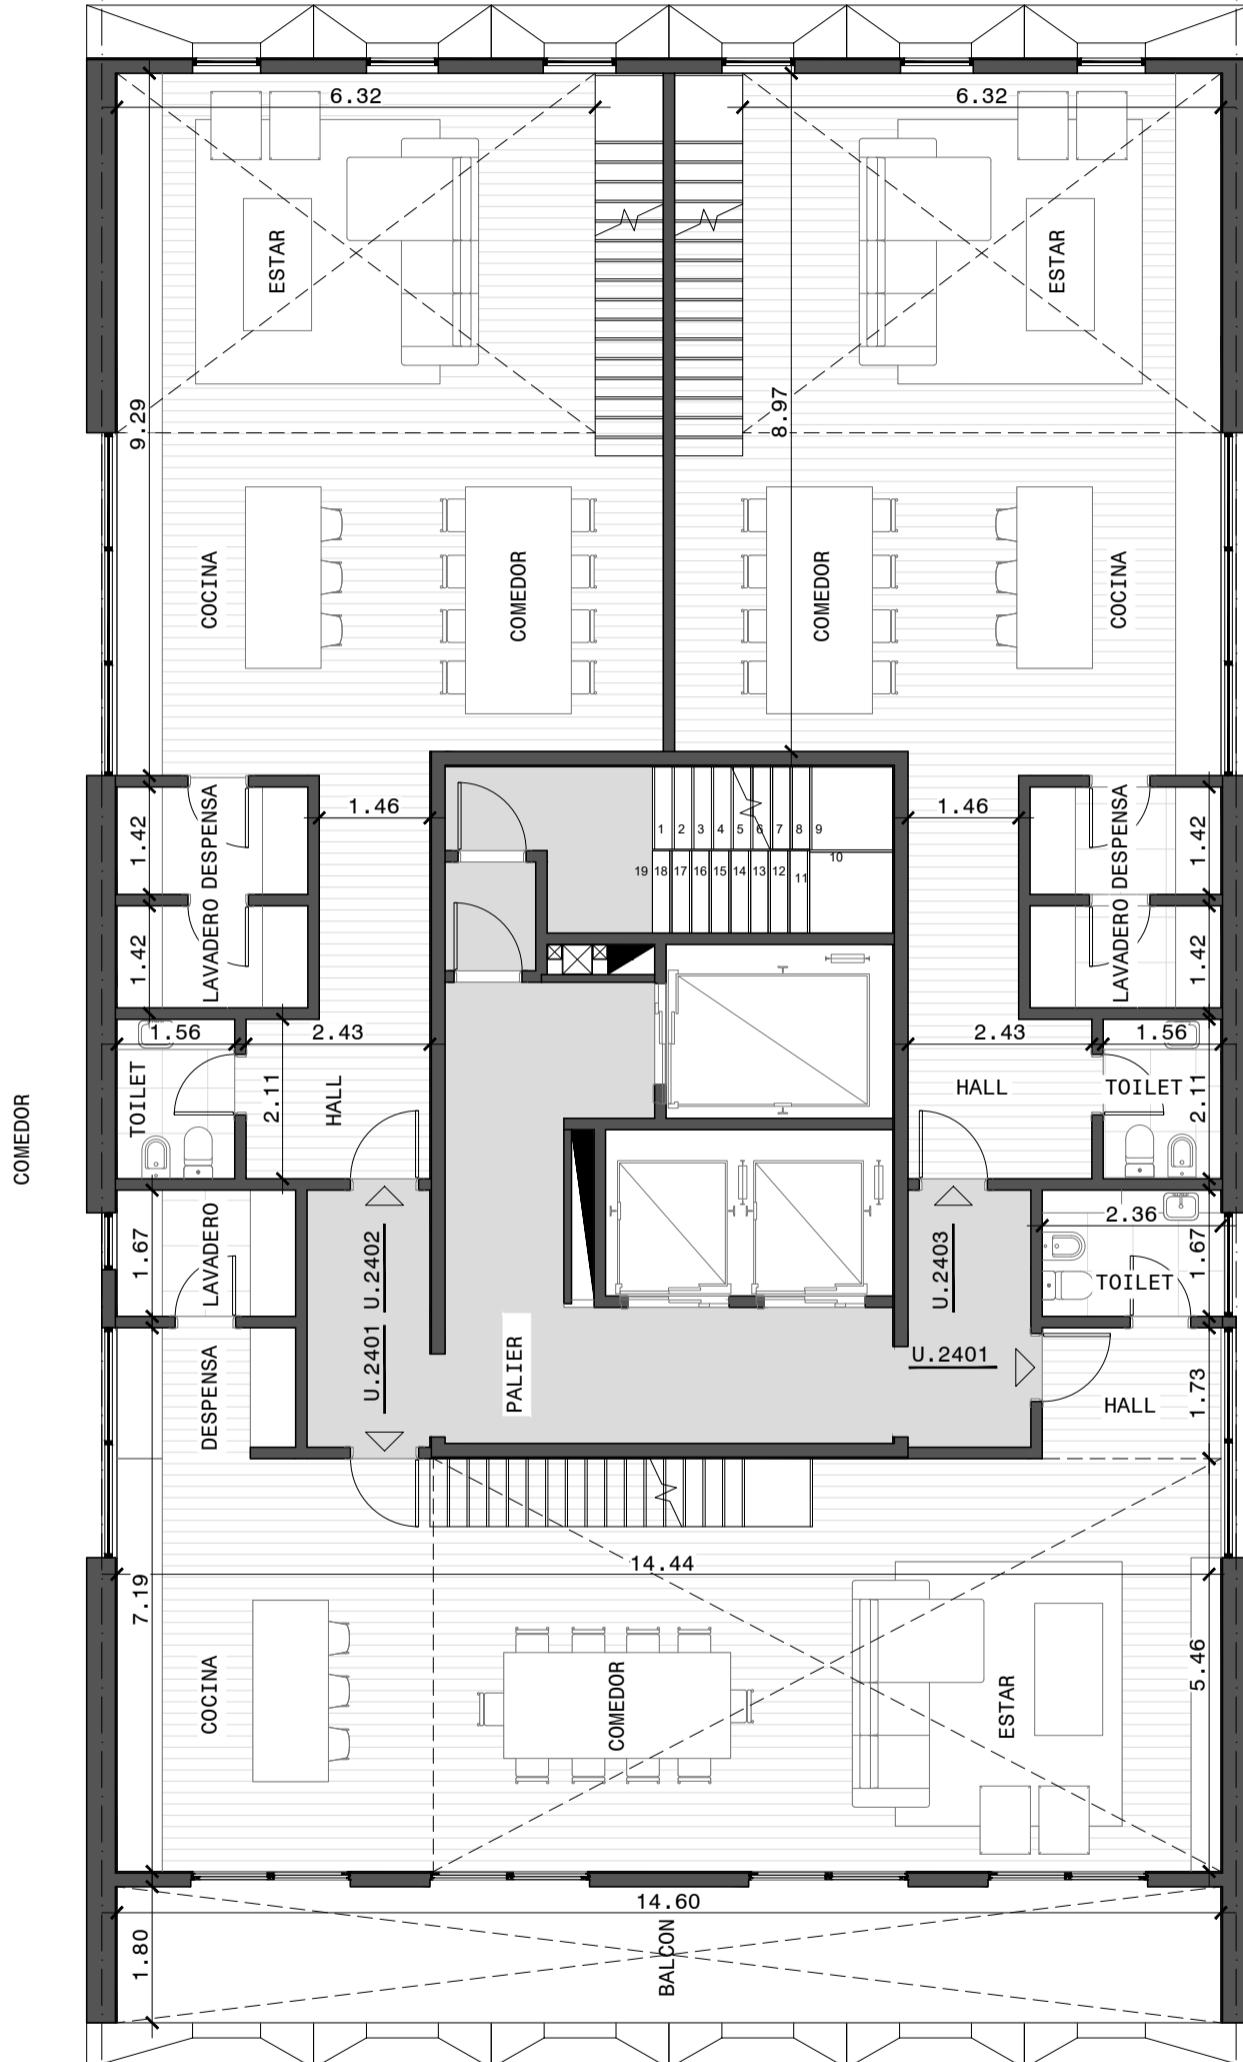 6.32
6.32
ESTAR
ESTAR
9.29
8.97
COCINA
COMEDOR
COMEDOR
COCINA
1.46
1.46
1.42
DESPENSA
DESPENSA
1.42
1 2 3 4 5 6 7 8 9
10
19 18 17 16 15 14 13 12 11
1.42
LAVADERO
LAVADERO
1.42
1.56
2.43
2.43
1.56
TOILET
2.11
HALL
HALL
TOILET
2.11
COMEDOR
1.67
LAVADERO
U.2402
U.2403
2.36
1.67
TOILET
U.2401
PALIER
U.2401
DESPENSA
HALL
1.73
14.44
7.19
COCINA
COMEDOR
ESTAR
5.46
14.60
1.80
BALCON